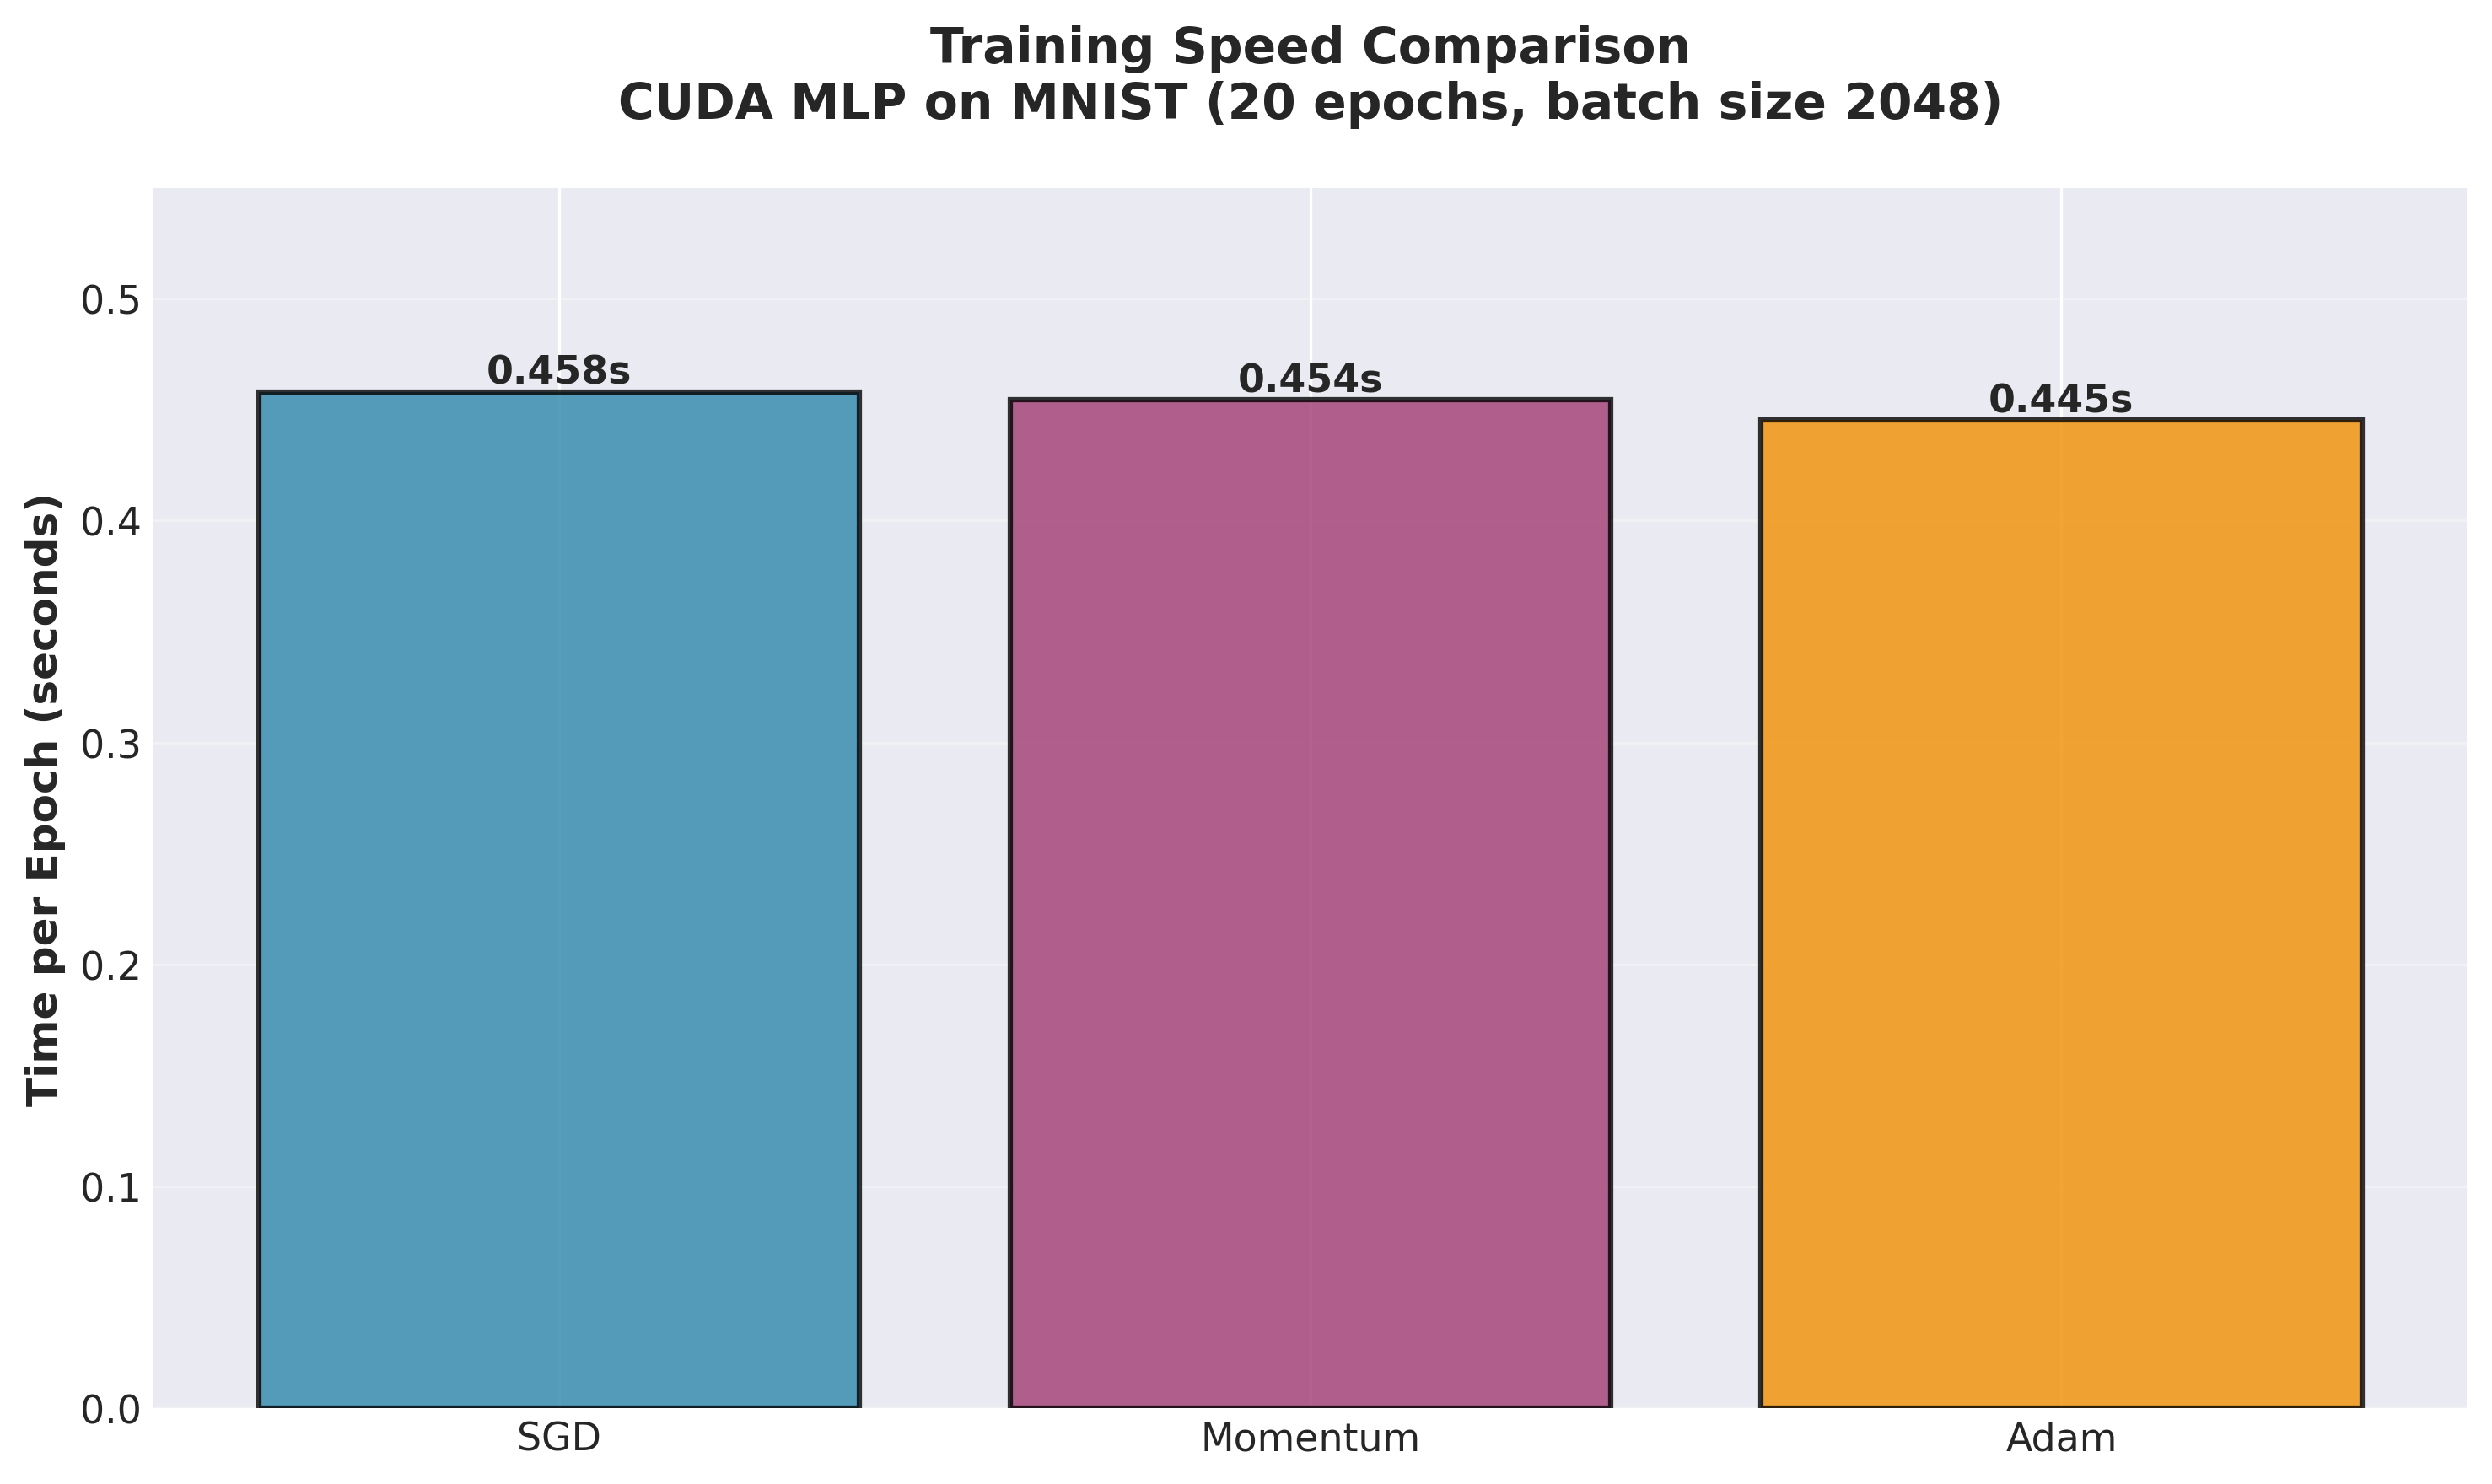 Training Speed Comparison
CUDA MLP on MNIST (20 epochs, batch size 2048)
Time per Epoch (seconds)
0.5
0.4
0.3
0.2
0.1
0.0
0.458s
0.454s
0.445s
SGD
Momentum
Adam